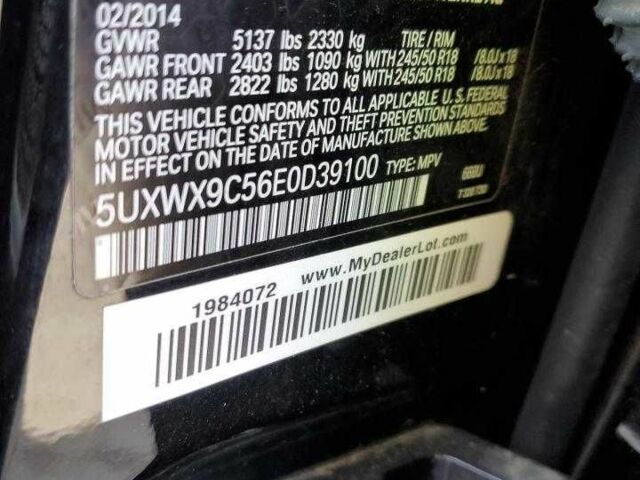 02/2014
GVWR 5137 lbs 2330 kg TIRE / RIM
GAWR FRONT 2403 lbs 1090 kg WITH 245/50 R18 /8.0J x 18
GAWR REAR 2822 lbs 1280 kg WITH 245/50 R18 /8.0J x 18
THIS VEHICLE CONFORMS TO ALL APPLICABLE U.S. FEDERAL
MOTOR VEHICLE SAFETY AND THEFT PREVENTION STANDARDS
IN EFFECT ON THE DATE OF MANUFACTURE SHOWN ABOVE.
5UXWX9C56E0D39100 TYPE: MPV
1984072 www.MyDealerLot.com